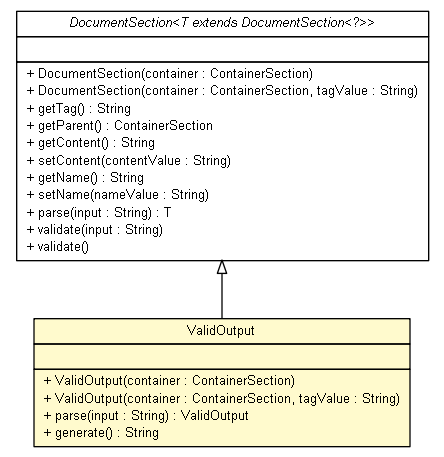 DocumentSection<T extends DocumentSection<?>>
+ DocumentSection(container : ContainerSection)
+ DocumentSection(container : ContainerSection, tagValue : String)
+ getTag() : String
+ getParent() : ContainerSection
+ getContent() : String
+ setContent(contentValue : String)
+ getName() : String
+ setName(nameValue : String)
+ parse(input : String) : T
+ validate(input : String)
+ validate()
ValidOutput
+ ValidOutput(container : ContainerSection)
+ ValidOutput(container : ContainerSection, tagValue : String)
+ parse(input : String) : ValidOutput
+ generate() : String